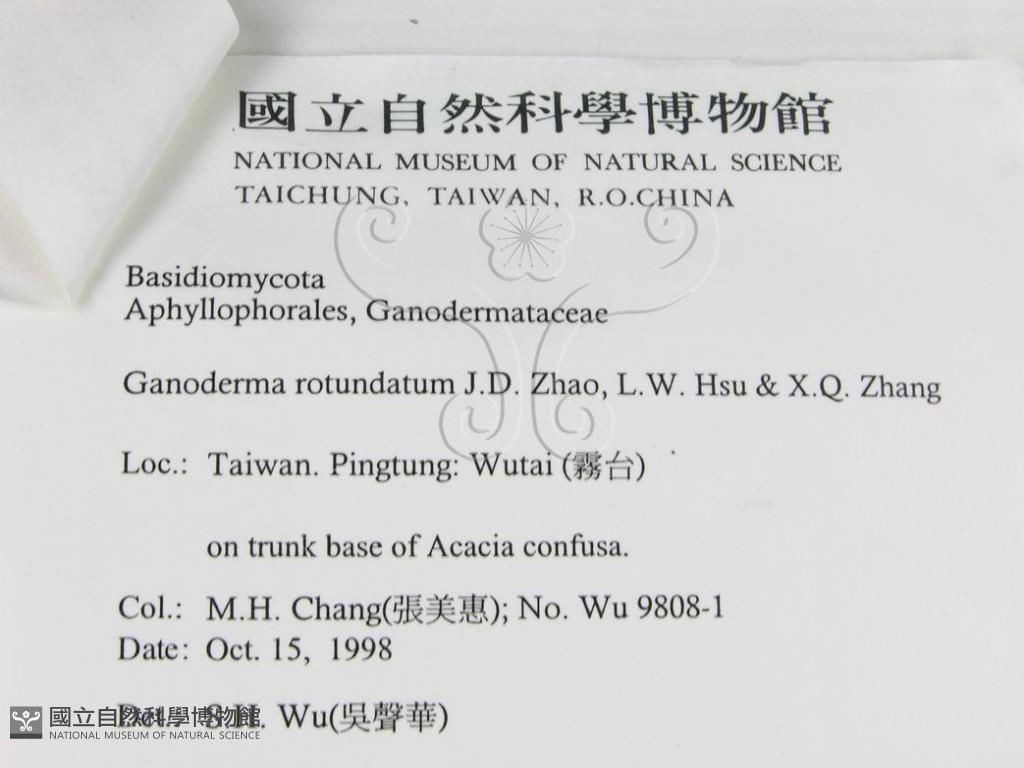 國立自然科學博物館
NATIONAL MUSEUM OF NATURAL SCIENCE
TAICHUNG, TAIWAN, R.O.CHINA
Basidiomycota
Aphyllophorales, Ganodermataceae
Ganoderma rotundatum J.D. Zhao, L.W. Hsu & X.Q. Zhang
Loc.: Taiwan. Pingtung: Wutai (霧台)
on trunk base of Acacia confusa.
Col.: M.H. Chang(張美惠); No. Wu 9808-1
Date: Oct. 15, 1998
Wu(吳聲華)
國立自然科學博物館
NATIONAL MUSEUM OF NATURAL SCIENCE